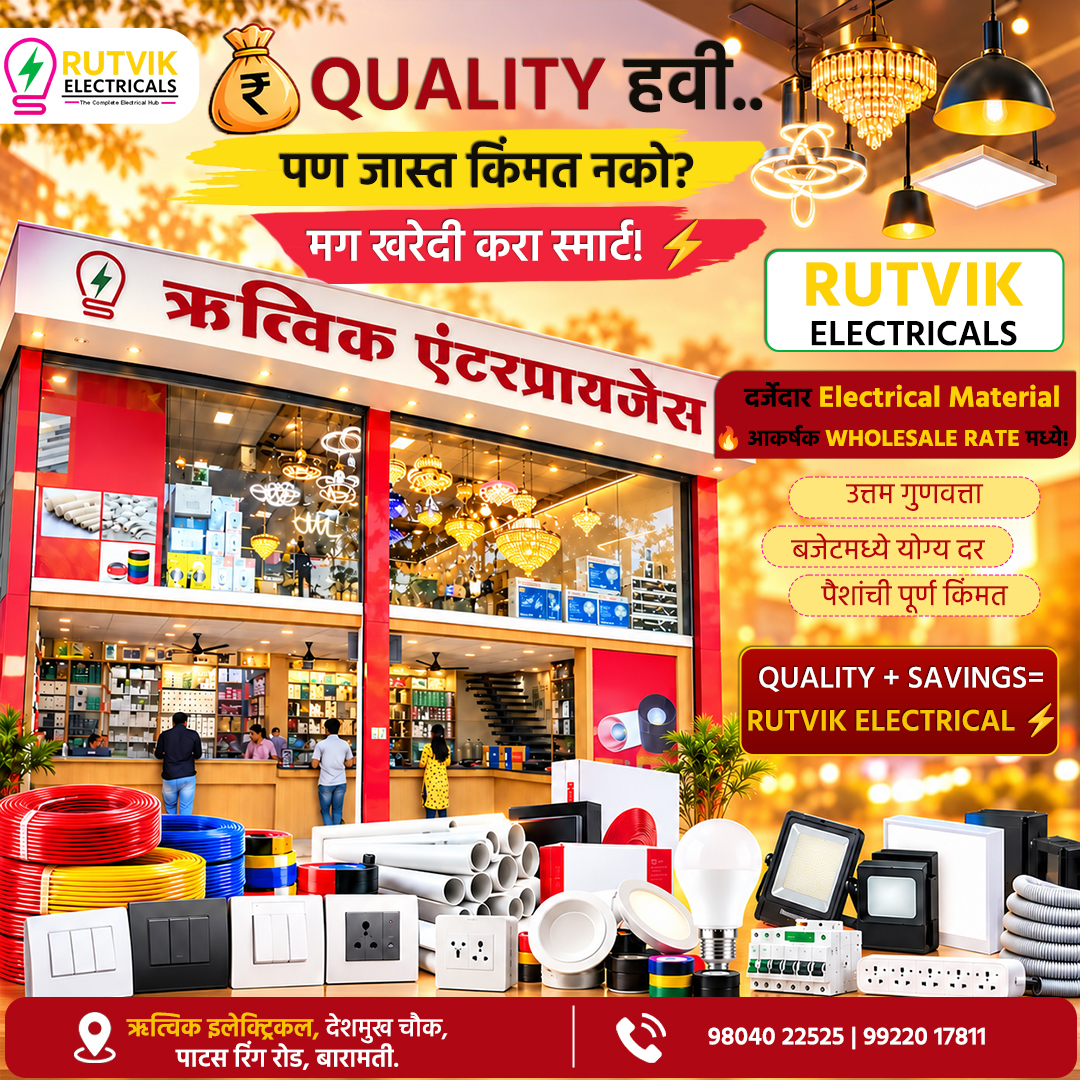 RUTVIK
ELECTRICALS
The Complete Electrical Hub
₹
QUALITY हवी..
पण जास्त किंमत नको?
मग खरेदी करा स्मार्ट!
ऋत्विक एंटरप्रायजेस
RUTVIK
ELECTRICALS
दर्जेदार Electrical Material
आकर्षक WHOLESALE RATE मध्ये!
उत्तम गुणवत्ता
बजेटमध्ये योग्य दर
पैशांची पूर्ण किंमत
QUALITY + SAVINGS=
RUTVIK ELECTRICAL
ऋत्विक इलेक्ट्रिकल, देशमुख चौक,
पाटस रिंग रोड, बारामती.
98040 22525 | 99220 17811